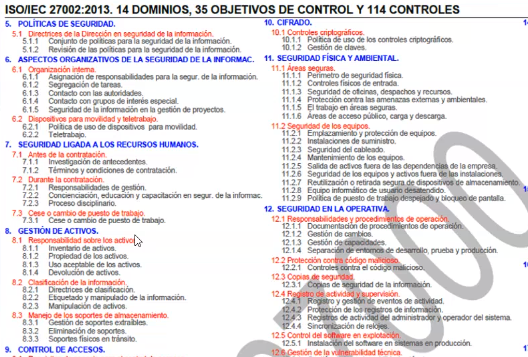 ISO/IEC 27002:2013. 14 DOMINIOS, 35 OBJETIVOS DE CONTROL Y 114 CONTROLES
5. POLÍTICAS DE SEGURIDAD.
5.1 Directrices de la Dirección en seguridad de la información.
5.1.1 Conjunto de políticas para la seguridad de la información.
5.1.2 Revisión de las políticas para la seguridad de la información.
6. ASPECTOS ORGANIZATIVOS DE LA SEGURIDAD DE LA INFORMAC.
6.1 Organización interna.
6.1.1 Asignación de responsabilidades para la segur. de la información.
6.1.2 Segregación de tareas.
6.1.3 Contacto con las autoridades.
6.1.4 Contacto con grupos de interés especial.
6.1.5 Seguridad de la información en la gestión de proyectos.
6.2 Dispositivos para movilidad y teletrabajo.
6.2.1 Política de uso de dispositivos para movilidad.
6.2.2 Teletrabajo.
7. SEGURIDAD LIGADA A LOS RECURSOS HUMANOS.
7.1 Antes de la contratación.
7.1.1 Investigación de antecedentes.
7.1.2 Términos y condiciones de contratación.
7.2 Durante la contratación.
7.2.1 Responsabilidades de gestión.
7.2.2 Concienciación, educación y capacitación en segur. de la informac.
7.2.3 Proceso disciplinario.
7.3 Cese o cambio de puesto de trabajo.
7.3.1 Cese o cambio de puesto de trabajo.
8. GESTIÓN DE ACTIVOS.
8.1 Responsabilidad sobre los activos.
8.1.1 Inventario de activos.
8.1.2 Propiedad de los activos.
8.1.3 Uso aceptable de los activos.
8.1.4 Devolución de activos.
8.2 Clasificación de la información.
8.2.1 Directrices de clasificación.
8.2.2 Etiquetado y manipulado de la información.
8.2.3 Manipulación de activos.
8.3 Manejo de los soportes de almacenamiento.
8.3.1 Gestión de soportes extraíbles.
8.3.2 Eliminación de soportes.
8.3.3 Soportes físicos en tránsito.
9. CONTROL DE ACCESOS.
10. CIFRADO.
10.1 Controles criptográficos.
10.1.1 Política de uso de los controles criptográficos.
10.1.2 Gestión de claves.
11. SEGURIDAD FÍSICA Y AMBIENTAL.
11.1 Áreas seguras.
11.1.1 Perímetro de seguridad física.
11.1.2 Controles físicos de entrada.
11.1.3 Seguridad de oficinas, despachos y recursos.
11.1.4 Protección contra las amenazas externas y ambientales.
11.1.5 El trabajo en áreas seguras.
11.1.6 Áreas de acceso público, carga y descarga.
11.2 Seguridad de los equipos.
11.2.1 Emplazamiento y protección de equipos.
11.2.2 Instalaciones de suministro.
11.2.3 Seguridad del cableado.
11.2.4 Mantenimiento de los equipos.
11.2.5 Salida de activos fuera de las dependencias de la empresa.
11.2.6 Seguridad de los equipos y activos fuera de las instalaciones.
11.2.7 Reutilización o retirada segura de dispositivos de almacenamiento.
11.2.8 Equipo informático de usuario desatendido.
11.2.9 Política de puesto de trabajo despejado y bloqueo de pantalla.
12. SEGURIDAD EN LA OPERATIVA.
12.1 Responsabilidades y procedimientos de operación.
12.1.1 Documentación de procedimientos de operación.
12.1.2 Gestión de cambios.
12.1.3 Gestión de capacidades.
12.1.4 Separación de entornos de desarrollo, prueba y producción.
12.2 Protección contra código malicioso.
12.2.1 Controles contra el código malicioso.
12.3 Copias de seguridad.
12.3.1 Copias de seguridad de la información.
12.4 Registro de actividad y supervisión.
12.4.1 Registro y gestión de eventos de actividad.
12.4.2 Protección de los registros de información.
12.4.3 Registros de actividad del administrador y operador del sistema.
12.4.4 Sincronización de relojes.
12.5 Control del software en explotación.
12.5.1 Instalación del software en sistemas en producción.
12.6 Gestión de la vulnerabilidad técnica.